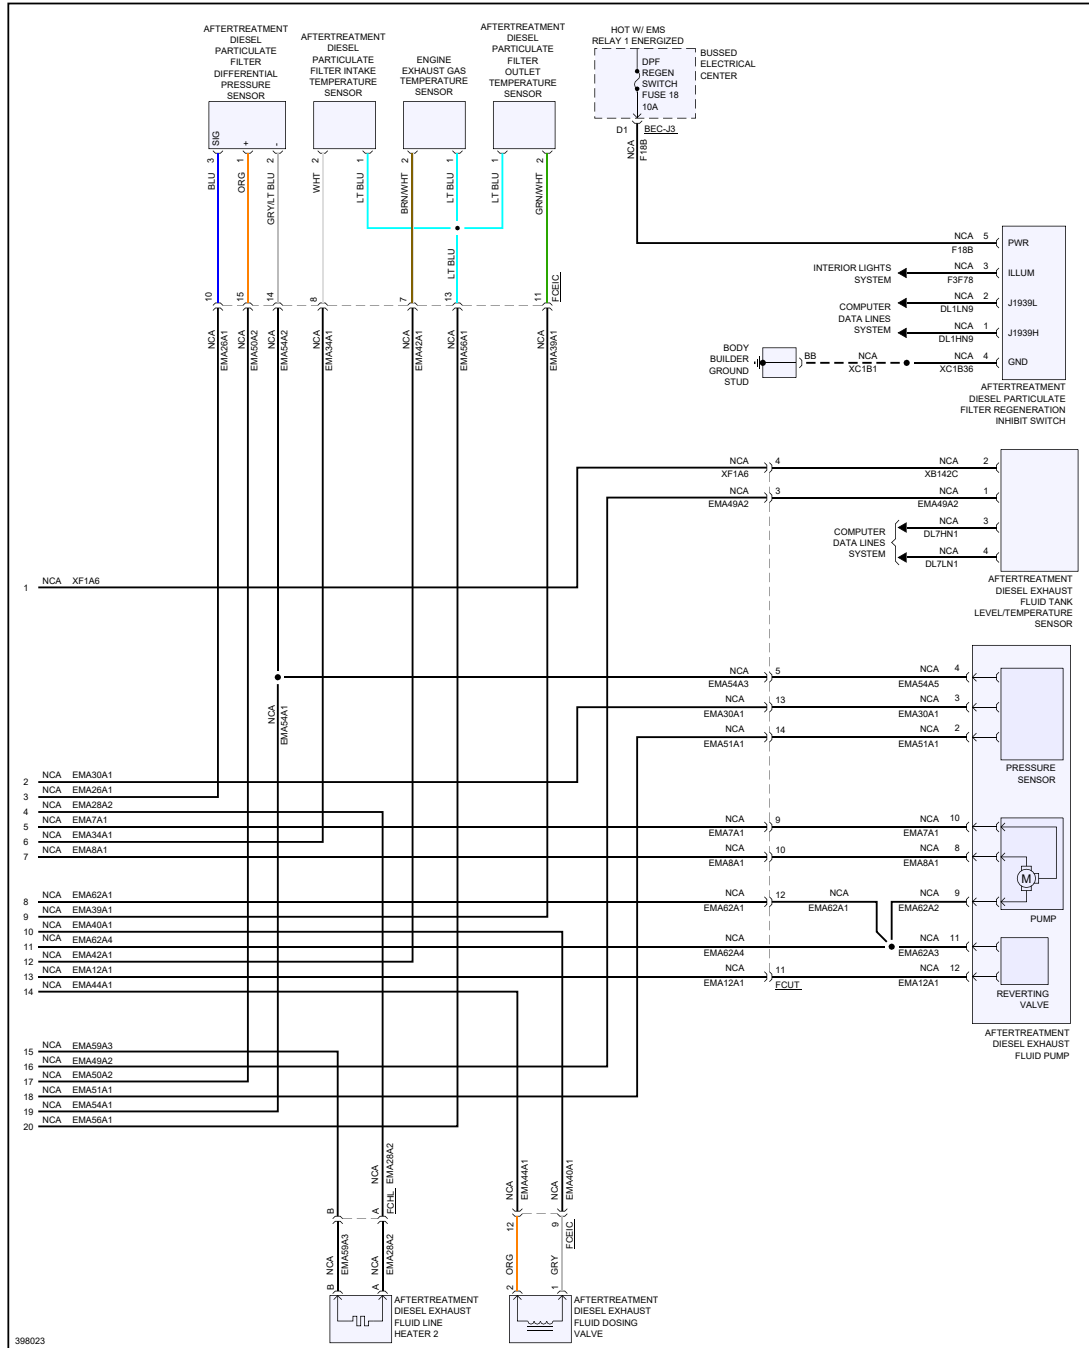 AFTERTREATMENT
DIESEL
PARTICULATE
FILTER
DIFFERENTIAL
PRESSURE
SENSOR
AFTERTREATMENT
DIESEL
PARTICULATE
FILTER INTAKE
TEMPERATURE
SENSOR
ENGINE
EXHAUST GAS
TEMPERATURE
SENSOR
AFTERTREATMENT
DIESEL
PARTICULATE
FILTER
OUTLET
TEMPERATURE
SENSOR
HOT W/ EMS
RELAY 1 ENERGIZED
DPF
REGEN
SWITCH
FUSE 18
10A
BUSSED
ELECTRICAL
CENTER
D1 BEC-J3
NCA F18B
SIG + -
3 1 2 2 1 2 1 1 2
BLU ORG GRY/LT BLU WHT LT BLU BRN/WHT LT BLU LT BLU GRN/WHT
LT BLU
10 15 14 8 7 13 11 FCEIC
NCA EMA26A1
NCA EMA50A2
NCA EMA54A2
NCA EMA34A1
NCA EMA42A1
NCA EMA56A1
NCA EMA39A1
NCA 5 PWR
F18B
INTERIOR LIGHTS
SYSTEM
NCA 3 ILLUM
F3F78
COMPUTER
DATA LINES
SYSTEM
NCA 2 J1939L
DL1LN9
NCA 1 J1939H
DL1HN9
BODY
BUILDER
GROUND
STUD
BB NCA NCA 4 GND
XC1B1 XC1B36
AFTERTREATMENT
DIESEL PARTICULATE
FILTER REGENERATION
INHIBIT SWITCH
NCA 4 NCA 2
XF1A6 XB142C
NCA 3 NCA 1
EMA49A2 EMA49A2
COMPUTER
DATA LINES
SYSTEM
NCA 3
DL7HN1
NCA 4
DL7LN1
AFTERTREATMENT
DIESEL EXHAUST
FLUID TANK
LEVEL/TEMPERATURE
SENSOR
1 NCA XF1A6
NCA EMA54A1
NCA 5 NCA 4
EMA54A3 EMA54A5
NCA 13 NCA 3
EMA30A1 EMA30A1
NCA 14 NCA 2
EMA51A1 EMA51A1
PRESSURE
SENSOR
2 NCA EMA30A1
3 NCA EMA26A1
4 NCA EMA28A2
5 NCA EMA7A1
6 NCA EMA34A1
7 NCA EMA8A1
NCA 9 NCA 10
EMA7A1 EMA7A1
NCA 10 NCA 8
EMA8A1 EMA8A1
M
8 NCA EMA62A1
9 NCA EMA39A1
10 NCA EMA40A1
11 NCA EMA62A4
12 NCA EMA42A1
13 NCA EMA12A1
14 NCA EMA44A1
NCA 12 NCA NCA 9
EMA62A1 EMA62A1 EMA62A2
PUMP
NCA NCA 11
EMA62A4 EMA62A3
NCA 11 NCA 12
EMA12A1 FCUT EMA12A1
REVERTING
VALVE
AFTERTREATMENT
DIESEL EXHAUST
FLUID PUMP
15 NCA EMA59A3
16 NCA EMA49A2
17 NCA EMA50A2
18 NCA EMA51A1
19 NCA EMA54A1
20 NCA EMA56A1
NCA EMA28A2
B A FCHL
NCA EMA59A3
NCA EMA28A2
B A
NCA EMA44A1
NCA EMA40A1
12 9 FCEIC
ORG GRY
2 1
AFTERTREATMENT
DIESEL EXHAUST
FLUID LINE
HEATER 2
AFTERTREATMENT
DIESEL EXHAUST
FLUID DOSING
VALVE
398023